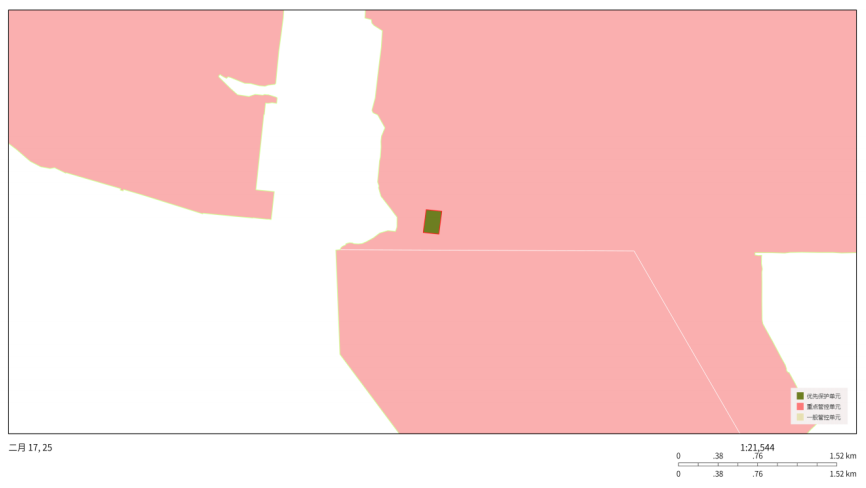 优先保护单元
重点管控单元
一般管控单元
二月 17, 25
1:21,544
0 .38 .76 1.52 km
0 .38 .76 1.52 km